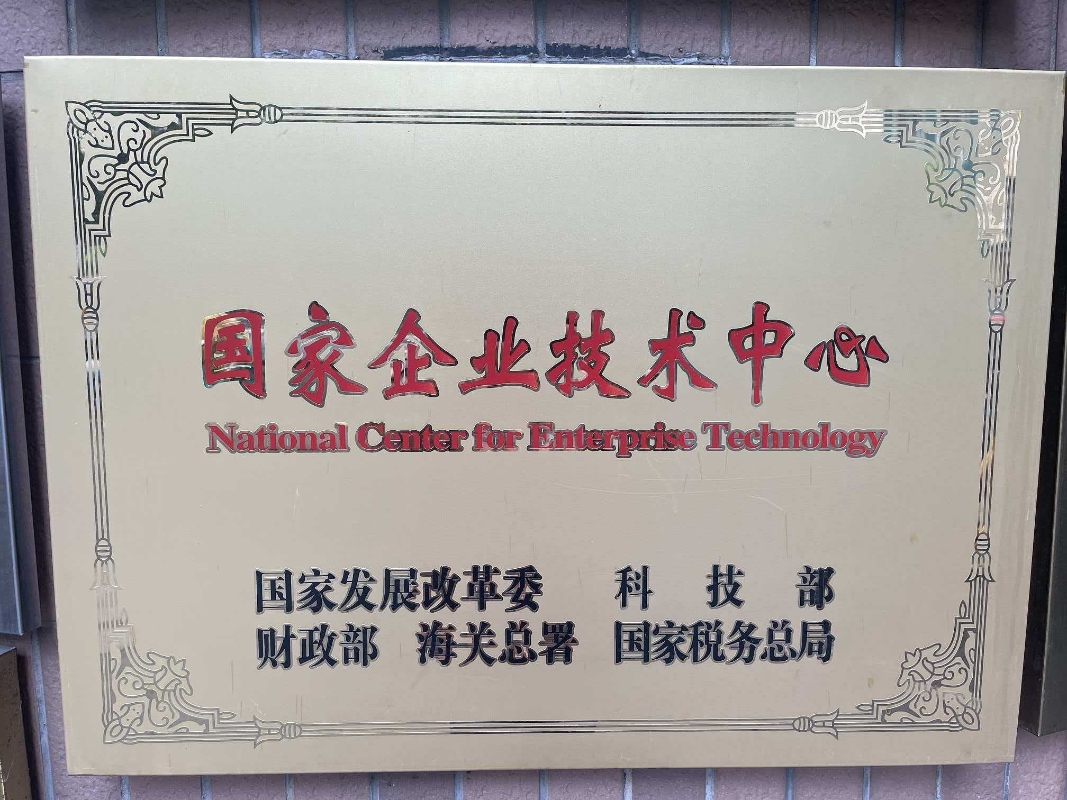 国家企业技术中心
National Center for Enterprise Technology
国家发展改革委 科技部
财政部 海关总署 国家税务总局